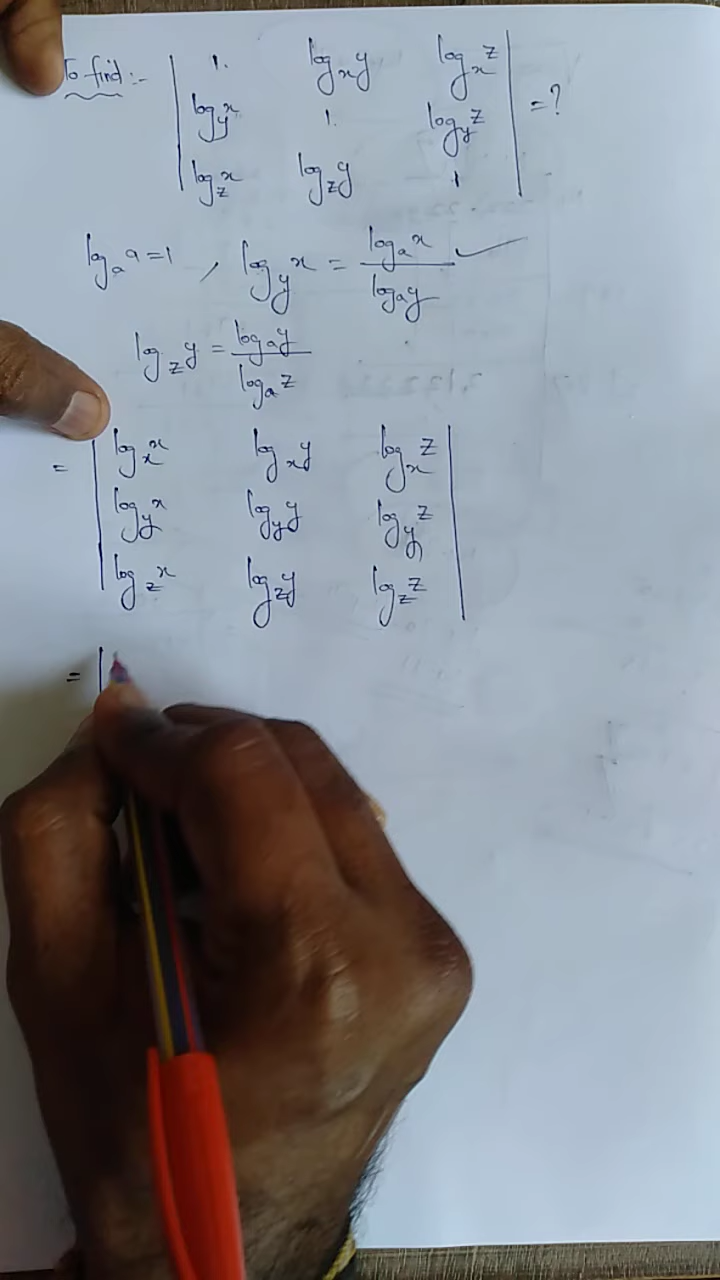 To find:- | 1. log_x y log_x z |
| log_y x 1. log_y z | = ?
| log_z x log_z y 1 |
log_a a = 1 , log_y x = log_a x / log_a y
log_z y = log_a y / log_a z
= | log_x x log_x y log_x z |
| log_y x log_y y log_y z |
| log_z x log_z y log_z z |
= |